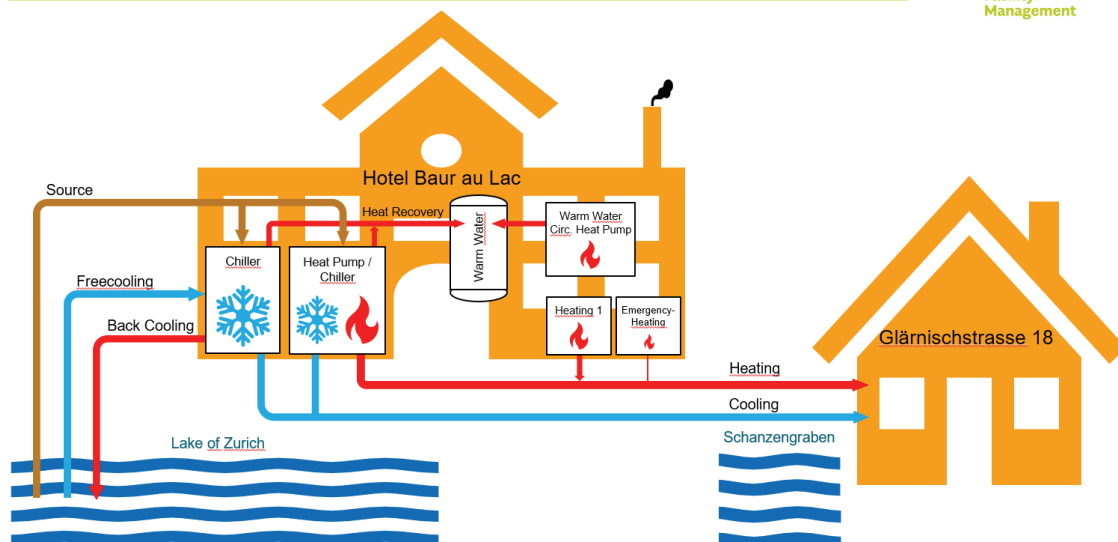 Management
Hotel Baur au Lac
Source
Heat Recovery
Warm Water
Warm Water
Circ. Heat Pump
Chiller
Heat Pump /
Chiller
Freecooling
Back Cooling
Heating 1
Emergency-
Heating
Glärnischstrasse 18
Heating
Cooling
Lake of Zurich
Schanzengraben